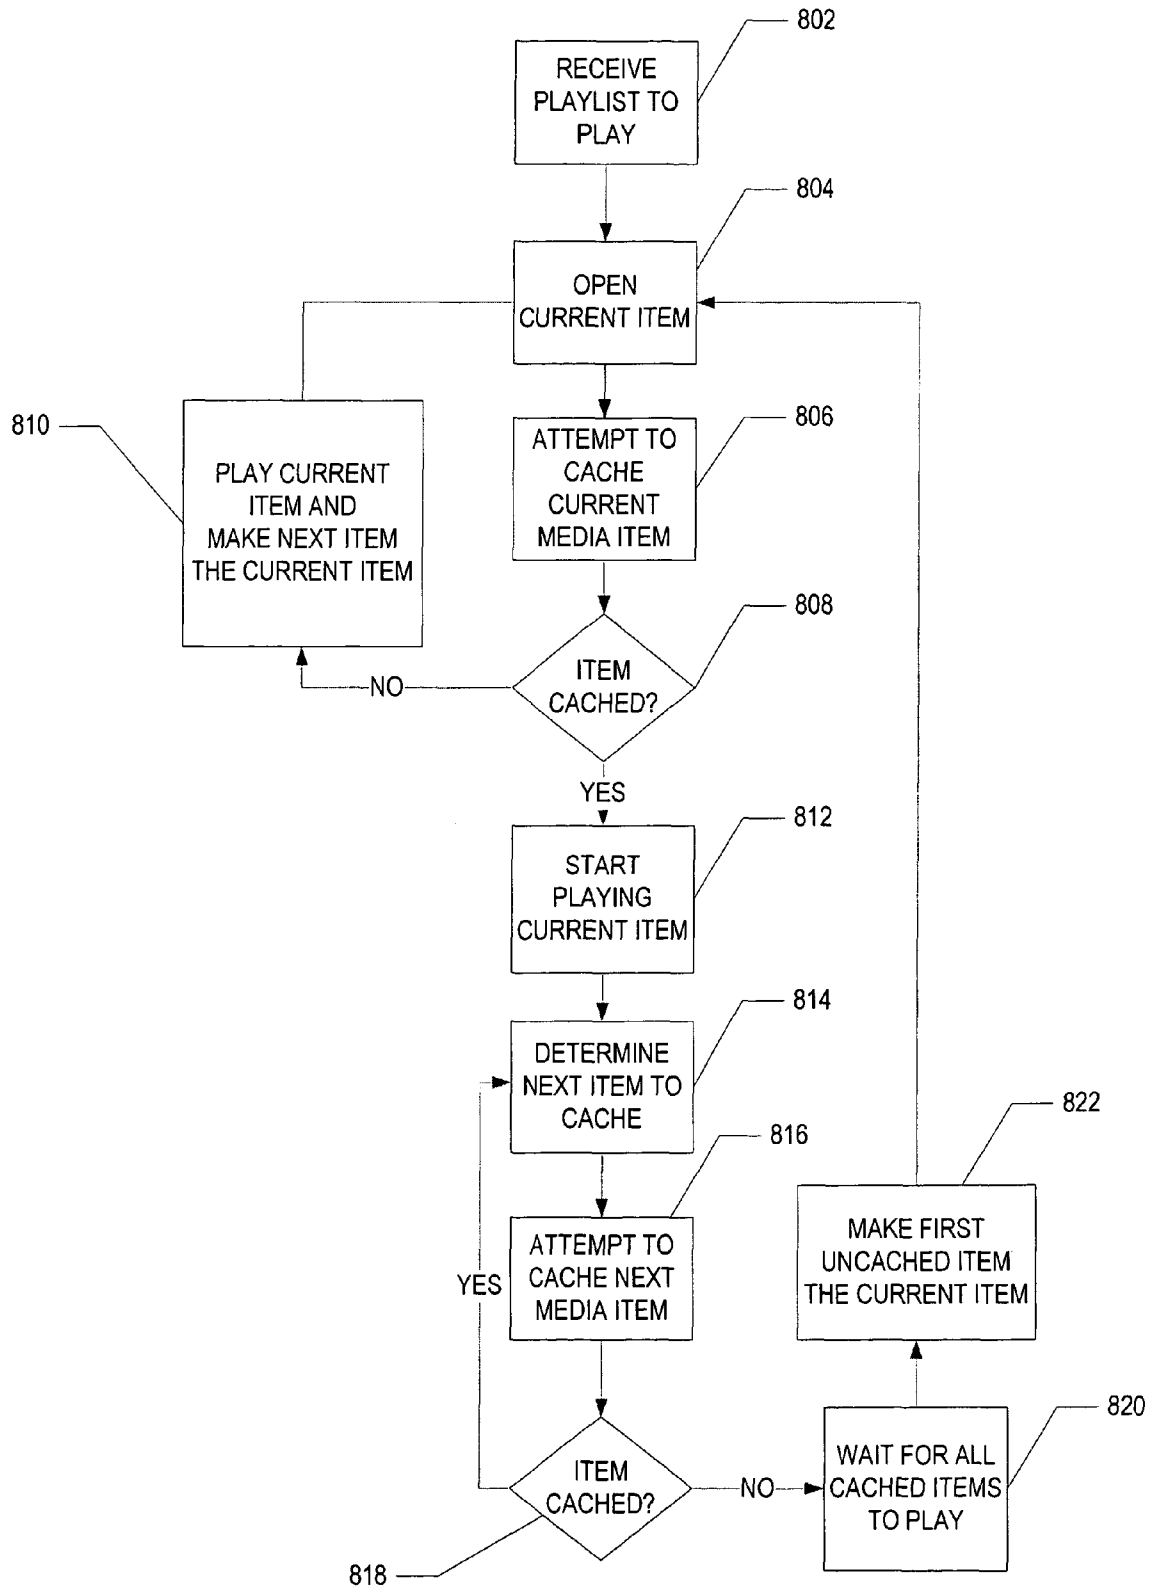 802
RECEIVE
PLAYLIST TO
PLAY
804
OPEN
CURRENT ITEM
806
ATTEMPT TO
CACHE
CURRENT
MEDIA ITEM
810
PLAY CURRENT
ITEM AND
MAKE NEXT ITEM
THE CURRENT ITEM
808
ITEM
CACHED?
NO
YES
812
START
PLAYING
CURRENT ITEM
814
DETERMINE
NEXT ITEM TO
CACHE
816
ATTEMPT TO
CACHE NEXT
MEDIA ITEM
YES
822
MAKE FIRST
UNCACHED ITEM
THE CURRENT ITEM
818
ITEM
CACHED?
NO
820
WAIT FOR ALL
CACHED ITEMS
TO PLAY